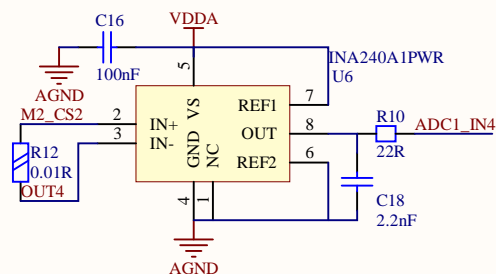 C16
VDDA
100nF
AGND
INA240A1PWR
U6
5
VS
M2_CS2
2
IN+
3
IN-
REF1
7
OUT
8
REF2
6
GND
NC
4
1
R12
0.01R
OUT4
R10
22R
ADC1_IN4
C18
2.2nF
AGND